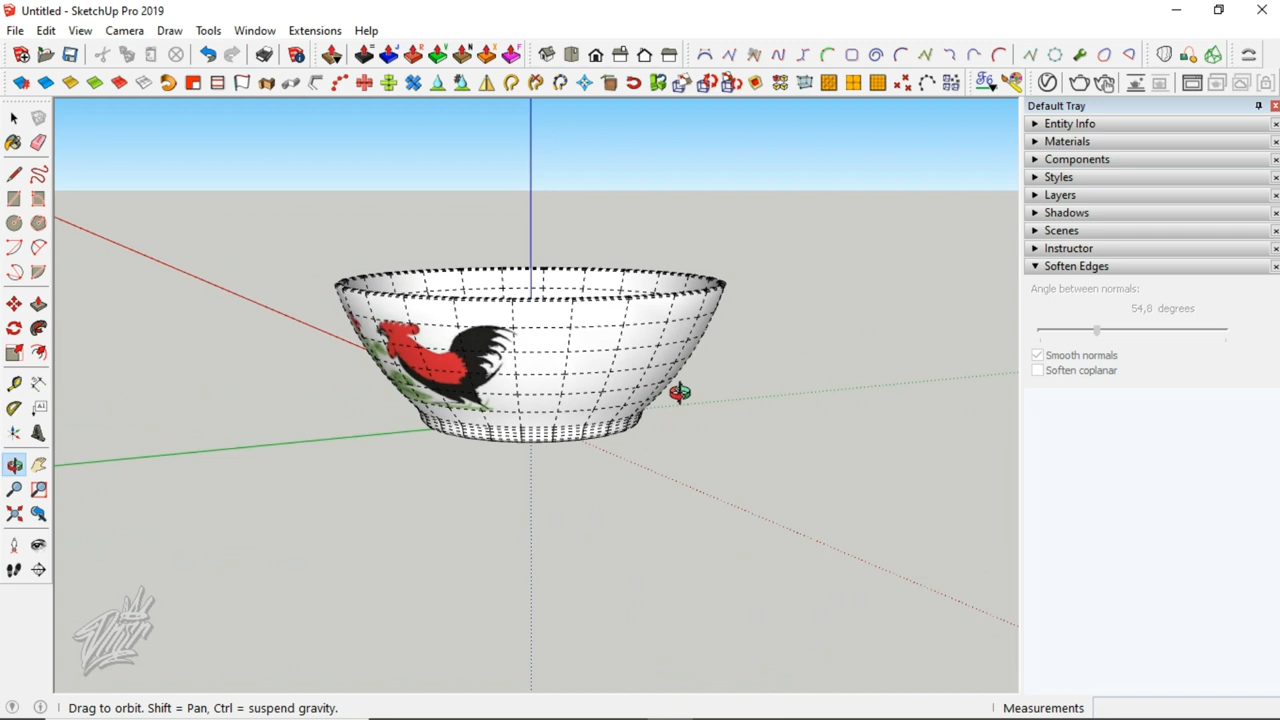 Untitled - SketchUp Pro 2019
File Edit View Camera Draw Tools Window Extensions Help
Default Tray
Entity Info
Materials
Components
Styles
Layers
Shadows
Scenes
Instructor
Soften Edges
Angle between normals:
54,8 degrees
Smooth normals
Soften coplanar
Drag to orbit. Shift = Pan, Ctrl = suspend gravity.
Measurements